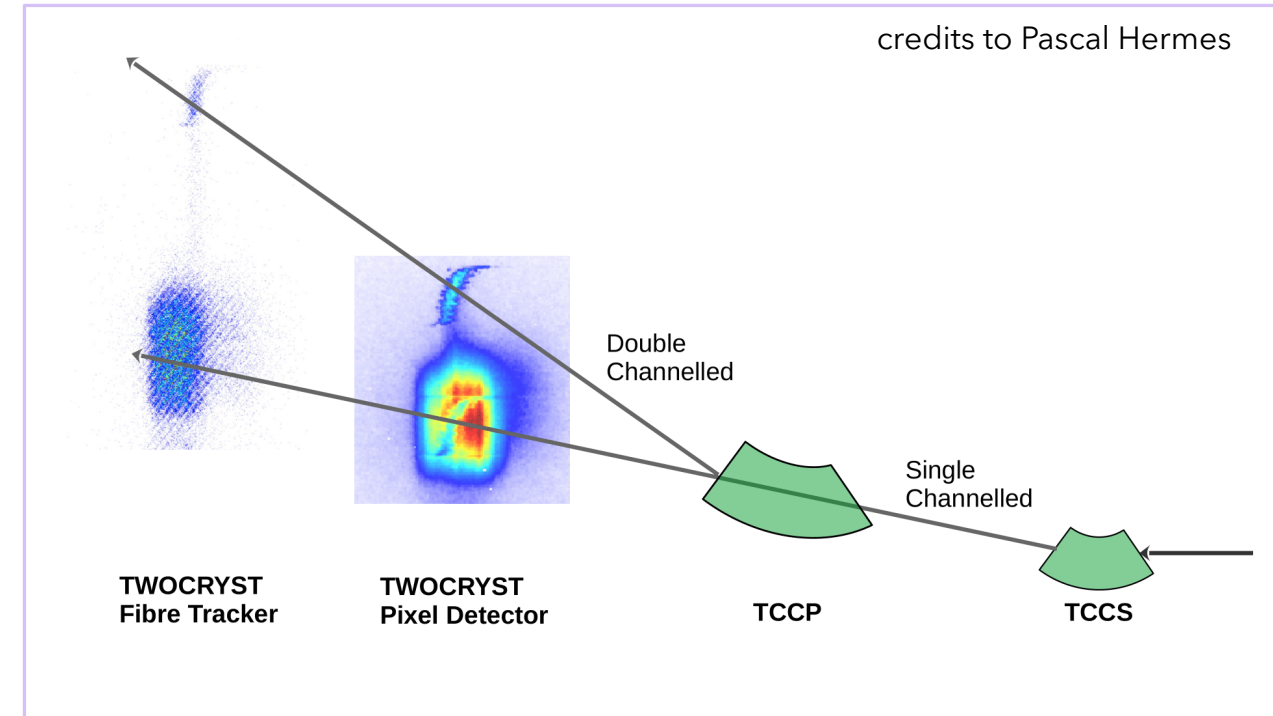 credits to Pascal Hermes
Double
Channelled
Single
Channelled
TWOCRYST
Fibre Tracker
TWOCRYST
Pixel Detector
TCCP
TCCS